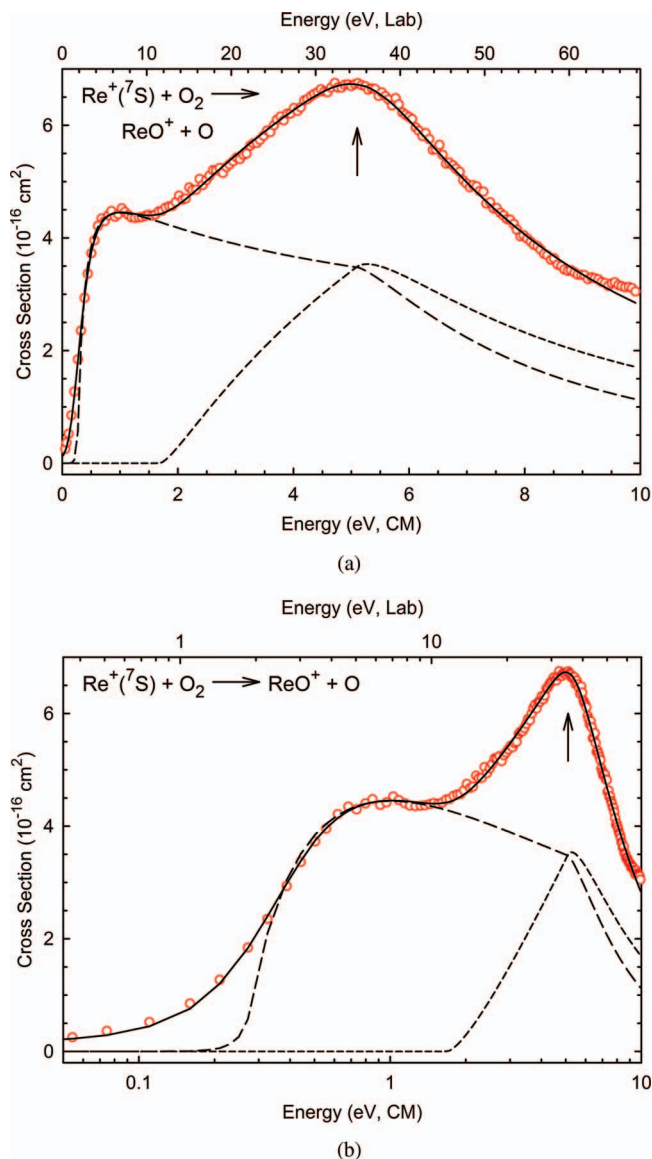 Energy (eV, Lab)
0 10 20 30 40 50 60
Re⁺(⁷S) + O₂ ⟶
ReO⁺ + O
Cross Section (10⁻¹⁶ cm²)
6
4
2
0
0 2 4 6 8 10
Energy (eV, CM)
(a)
Energy (eV, Lab)
1 10
Re⁺(⁷S) + O₂ ⟶ ReO⁺ + O
Cross Section (10⁻¹⁶ cm²)
6
4
2
0
0.1 1 10
Energy (eV, CM)
(b)